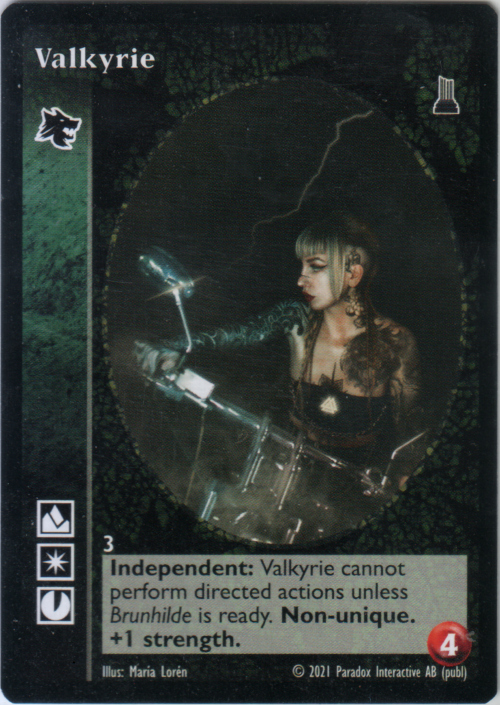 Valkyrie
3
Independent: Valkyrie cannot
perform directed actions unless
Brunhilde is ready. Non-unique.
+1 strength.
4
Illus: Maria Lorén
© 2021 Paradox Interactive AB (publ)